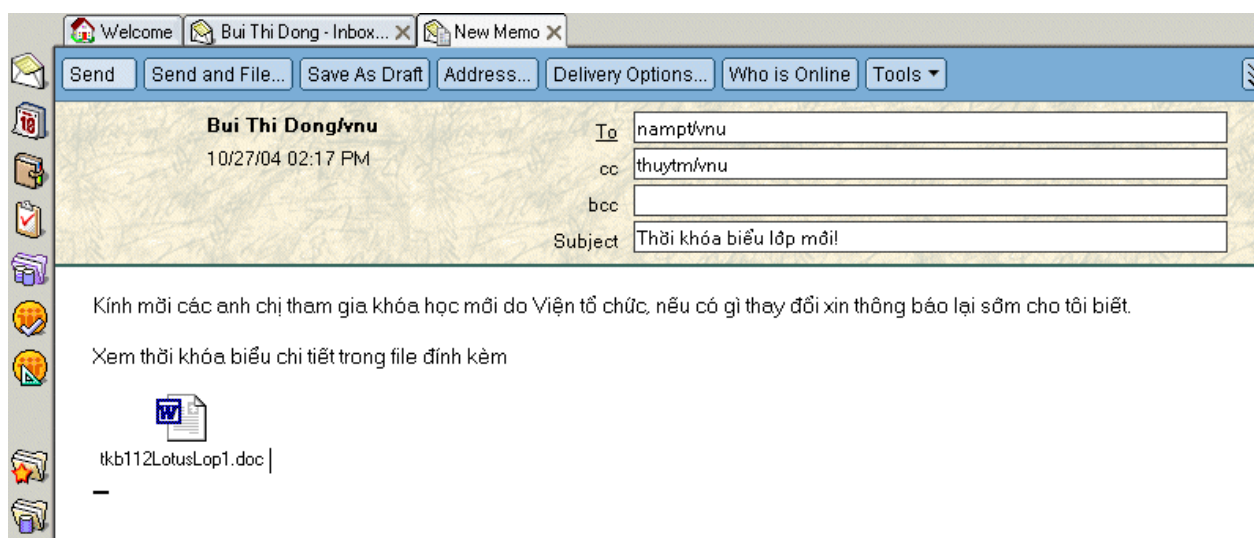 Welcome Bui Thi Dong - Inbox... New Memo
Send Send and File... Save As Draft Address... Delivery Options... Who is Online Tools
Bui Thi Dong/vnu
10/27/04 02:17 PM
To nampt/vnu
cc thuytm/vnu
bcc
Subject Thời khóa biểu lớp mới!
18
Kính mời các anh chị tham gia khóa học mới do Viện tổ chức, nếu có gì thay đổi xin thông báo lại sớm cho tôi biết.
Xem thời khóa biểu chi tiết trong file đính kèm
W
tkb112LotusLop1.doc